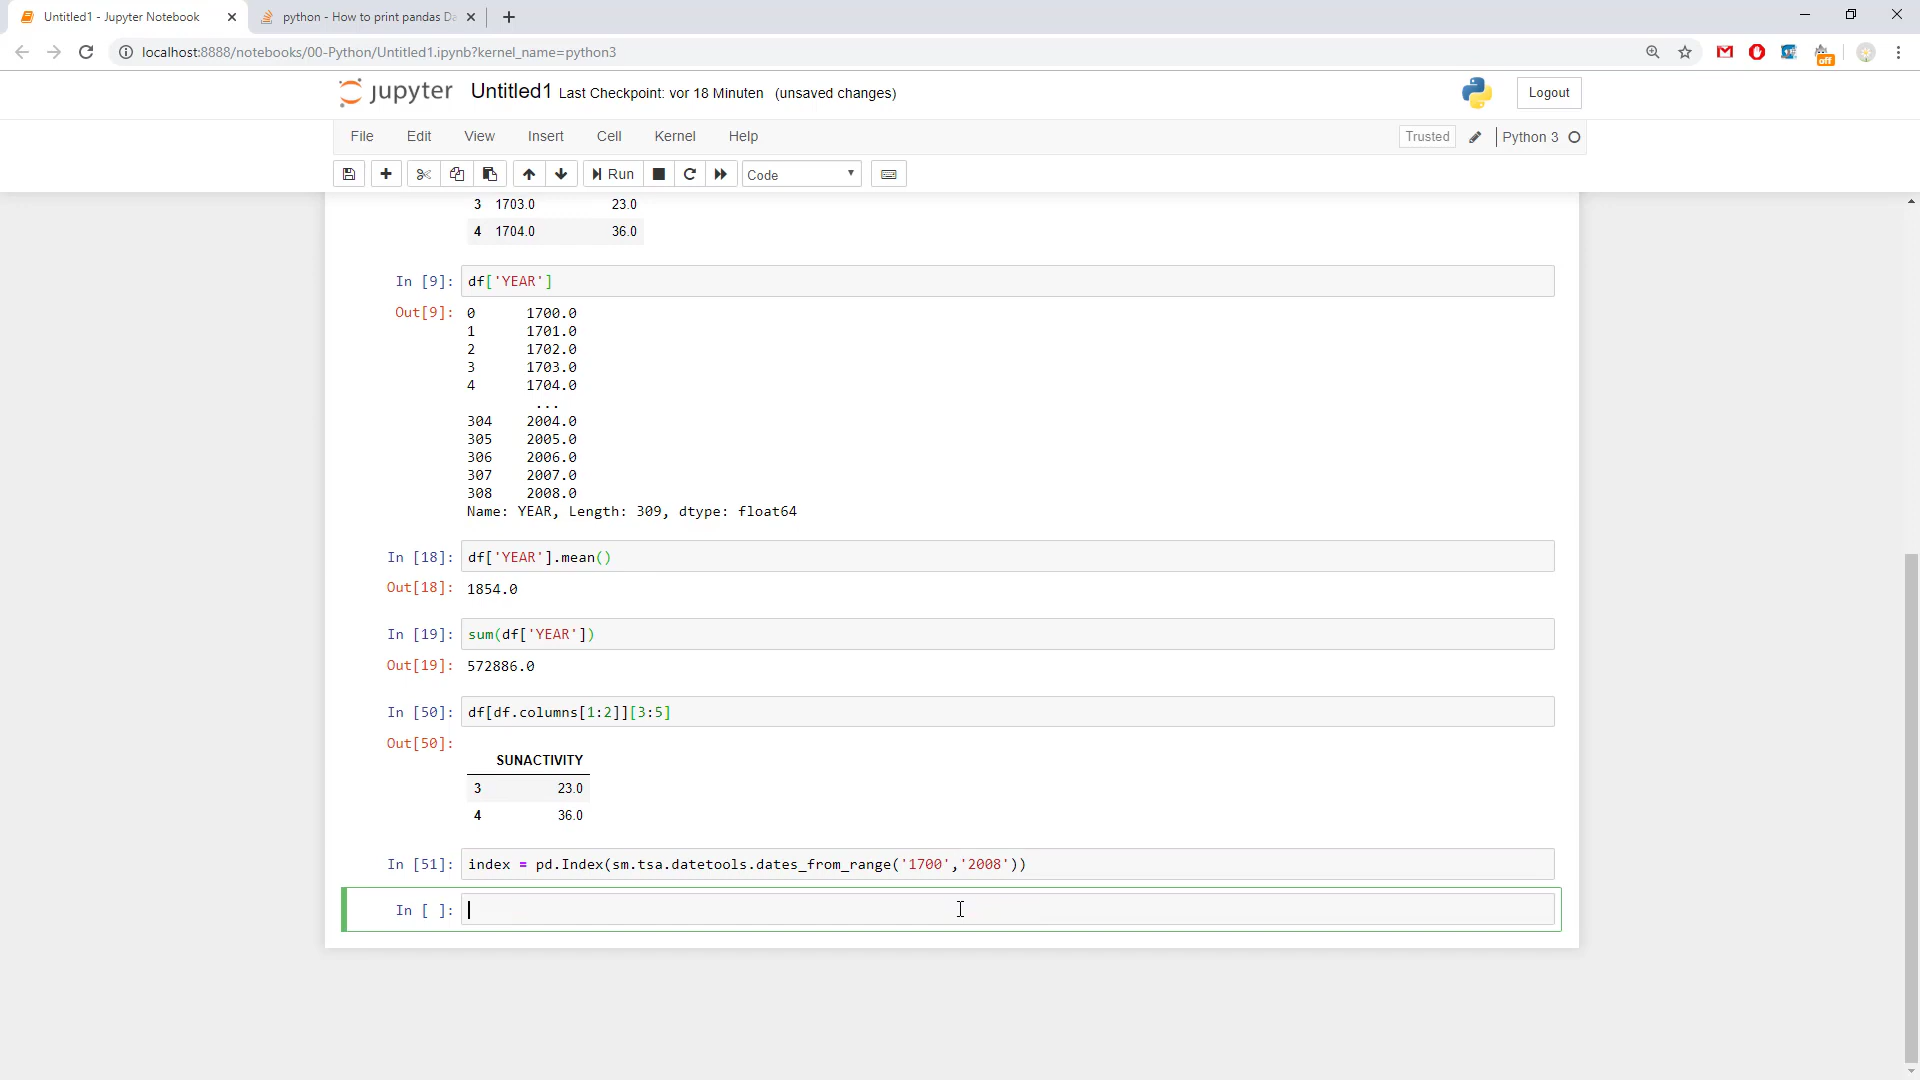 Untitled1 - Jupyter Notebook
python - How to print pandas Da
localhost:8888/notebooks/00-Python/Untitled1.ipynb?kernel_name=python3
off
jupyter Untitled1 Last Checkpoint: vor 18 Minuten (unsaved changes)
Logout
File Edit View Insert Cell Kernel Help
Trusted Python 3
Run Code
3 1703.0 23.0
4 1704.0 36.0
In [9]: df['YEAR']
Out[9]: 0 1700.0
1 1701.0
2 1702.0
3 1703.0
4 1704.0
...
304 2004.0
305 2005.0
306 2006.0
307 2007.0
308 2008.0
Name: YEAR, Length: 309, dtype: float64
In [18]: df['YEAR'].mean()
Out[18]: 1854.0
In [19]: sum(df['YEAR'])
Out[19]: 572886.0
In [50]: df[df.columns[1:2]][3:5]
Out[50]:
SUNACTIVITY
3 23.0
4 36.0
In [51]: index = pd.Index(sm.tsa.datetools.dates_from_range('1700','2008'))
In [ ]: